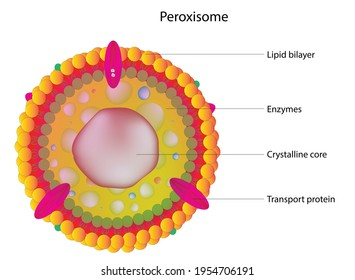 Peroxisome
Lipid bilayer
Enzymes
Crystalline core
Transport protein
shutterstock.com · 1954706191